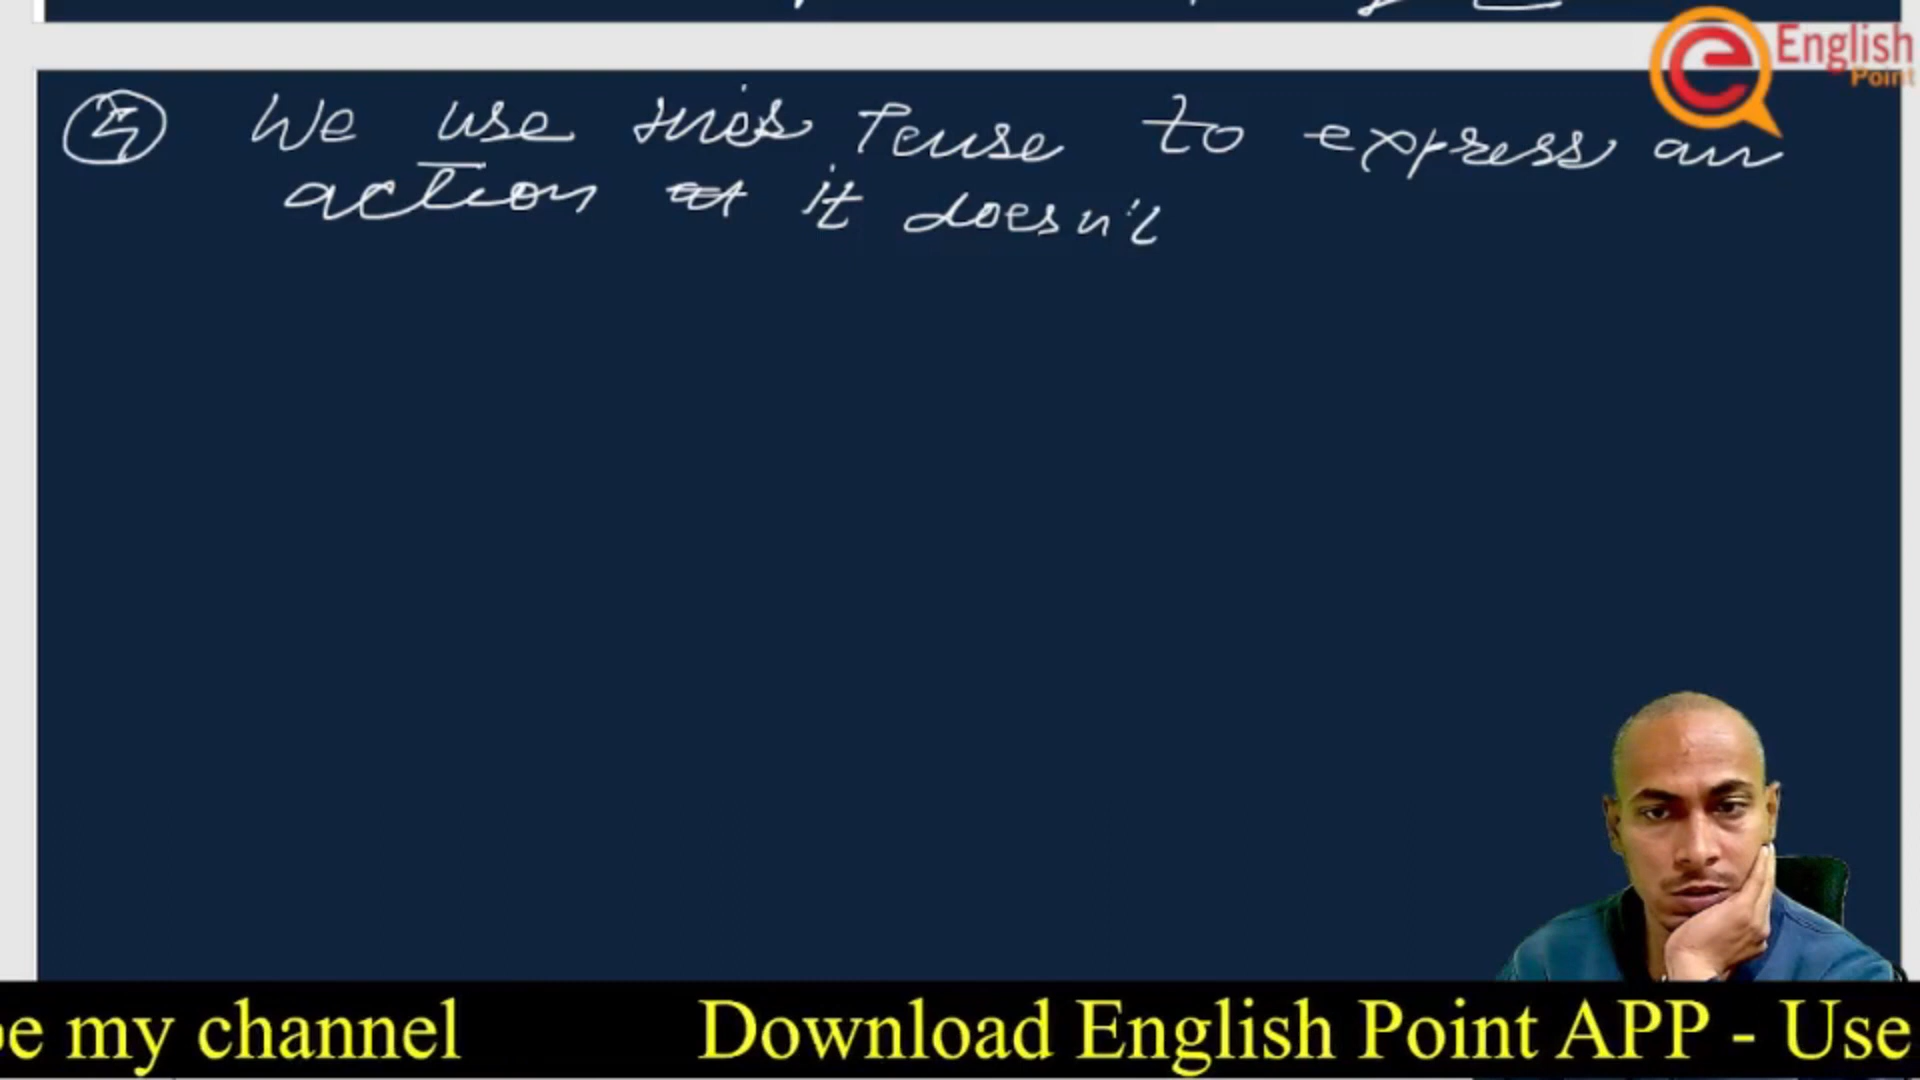 English
Point
We use this Tense to express an
action it doesn't
be my channel Download English Point APP - Use